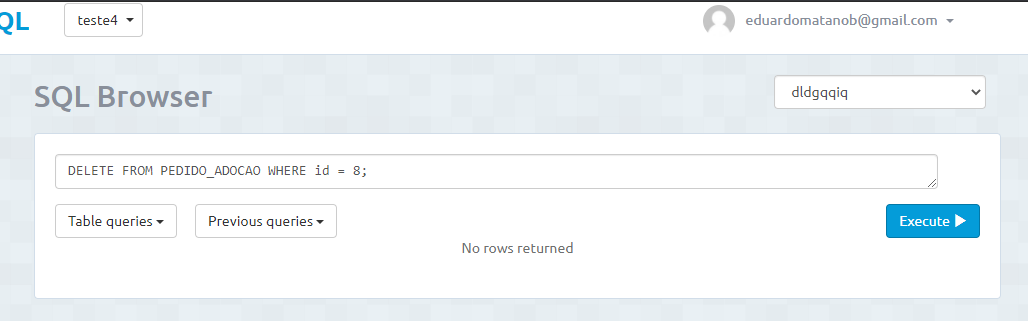 QL
teste4
eduardomatanob@gmail.com
SQL Browser
dldgqqiq
DELETE FROM PEDIDO_ADOCAO WHERE id = 8;
Table queries
Previous queries
Execute
No rows returned